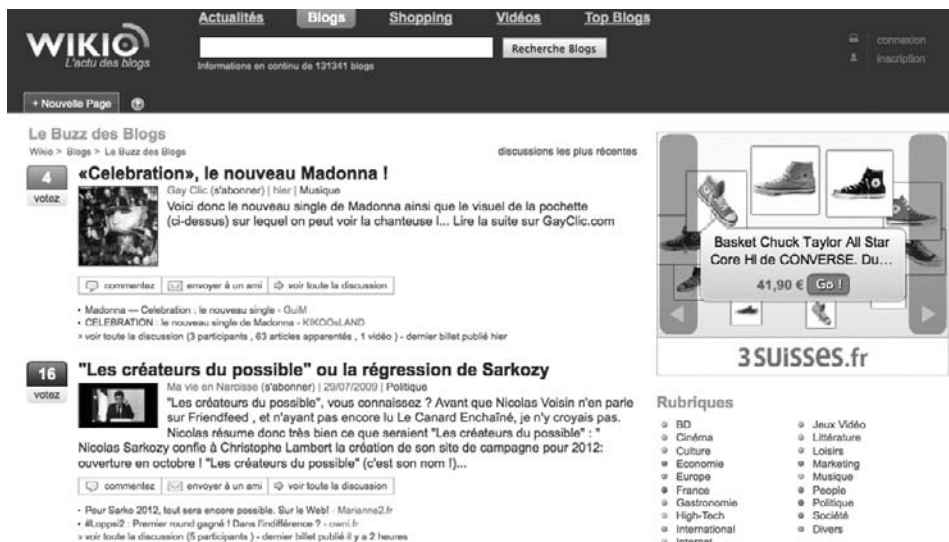 Actualités Blogs Shopping Vidéos Top Blogs
WIKIO
L'actu des blogs
Recherche Blogs
Informations en continu de 131341 blogs
connexion
inscription
+ Nouvelle Page
Le Buzz des Blogs
Wikio > Blogs > Le Buzz des Blogs
discussions les plus récentes
4
votez
«Celebration», le nouveau Madonna !
Gay Clic (s'abonner) | hier | Musique
Voici donc le nouveau single de Madonna ainsi que le visuel de la pochette
(ci-dessus) sur lequel on peut voir la chanteuse l... Lire la suite sur GayClic.com
commentez envoyer à un ami voir toute la discussion
• Madonna — Celebration : le nouveau single - GuiM
• CELEBRATION : le nouveau single de Madonna - KIKOOsLAND
» voir toute la discussion (3 participants , 63 articles apparentés , 1 vidéo ) - dernier billet publié hier
16
votez
"Les créateurs du possible" ou la régression de Sarkozy
Ma vie en Narcisse (s'abonner) | 29/07/2009 | Politique
"Les créateurs du possible", vous connaissez ? Avant que Nicolas Voisin n'en parle
sur Friendfeed , et n'ayant pas encore lu Le Canard Enchaîné, je n'y croyais pas.
Nicolas résume donc très bien ce que seraient "Les créateurs du possible" : "
Nicolas Sarkozy confie à Christophe Lambert la création de son site de campagne pour 2012:
ouverture en octobre ! "Les créateurs du possible" (c'est son nom !)...
commentez envoyer à un ami voir toute la discussion
• Pour Sarko 2012, tout sera encore possible. Sur le Web! - Marianne2.fr
• #Loppsi2 : Premier round gagné ! Dans l'indifférence ? - owni.fr
» voir toute la discussion (5 participants ) - dernier billet publié il y a 2 heures
Basket Chuck Taylor All Star
Core Hi de CONVERSE. Du...
41,90 € Go !
3SUISSES.fr
Rubriques
BD
Cinéma
Culture
Economie
Europe
France
Gastronomie
High-Tech
International
Internet
Jeux Vidéo
Littérature
Loisirs
Marketing
Musique
People
Politique
Société
Divers